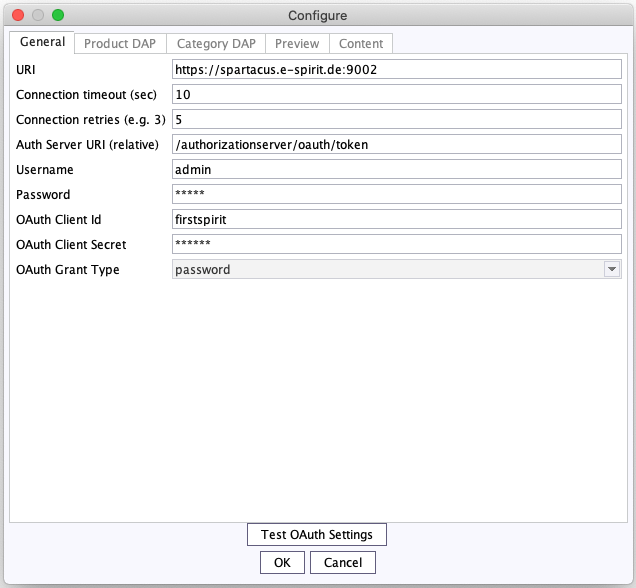 Configure
General Product DAP Category DAP Preview Content
URI https://spartacus.e-spirit.de:9002
Connection timeout (sec) 10
Connection retries (e.g. 3) 5
Auth Server URI (relative) /authorizationserver/oauth/token
Username admin
Password *****
OAuth Client Id firstspirit
OAuth Client Secret ******
OAuth Grant Type password
Test OAuth Settings
OK Cancel